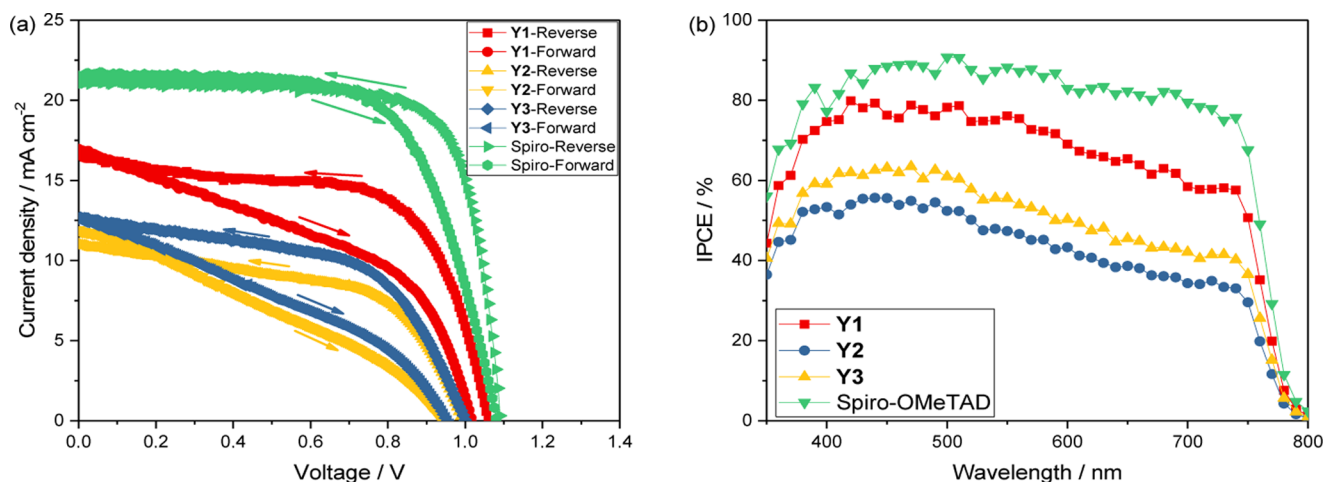 (a)
25
20
15
10
5
0
Current density / mA cm-2
0.0 0.2 0.4 0.6 0.8 1.0 1.2 1.4
Voltage / V
Y1-Reverse
Y1-Forward
Y2-Reverse
Y2-Forward
Y3-Reverse
Y3-Forward
Spiro-Reverse
Spiro-Forward
(b)
100
80
60
40
20
0
IPCE / %
400 500 600 700 800
Wavelength / nm
Y1
Y2
Y3
Spiro-OMeTAD